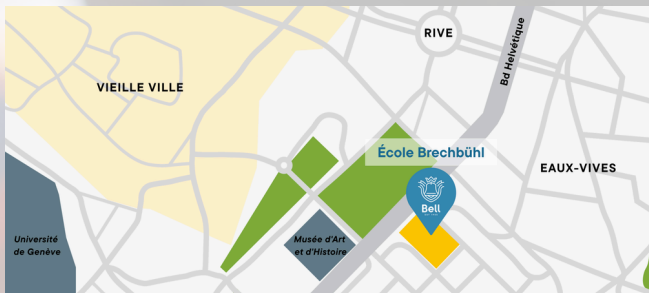 RIVE
Bd Helvétique
VIEILLE VILLE
École Brechbühl
EAUX-VIVES
Bell
Université
de Genève
Musée d'Art
et d'Histoire